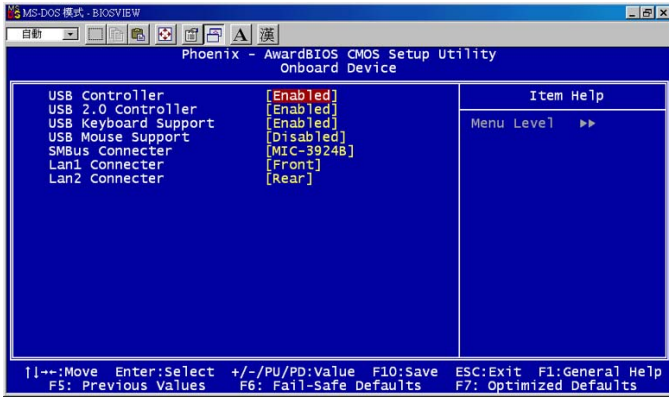 MS-DOS 模式 - BIOSVIEW
自動
A 漢
Phoenix - AwardBIOS CMOS Setup Utility
Onboard Device
Item Help
USB Controller [Enabled]
USB 2.0 Controller [Enabled]
USB Keyboard Support [Enabled]
USB Mouse Support [Disabled]
SMBus Connecter [MIC-3924B]
Lan1 Connecter [Front]
Lan2 Connecter [Rear]
Menu Level ▶▶
↑↓→←:Move Enter:Select +/-/PU/PD:Value F10:Save ESC:Exit F1:General Help
F5: Previous Values F6: Fail-Safe Defaults F7: Optimized Defaults